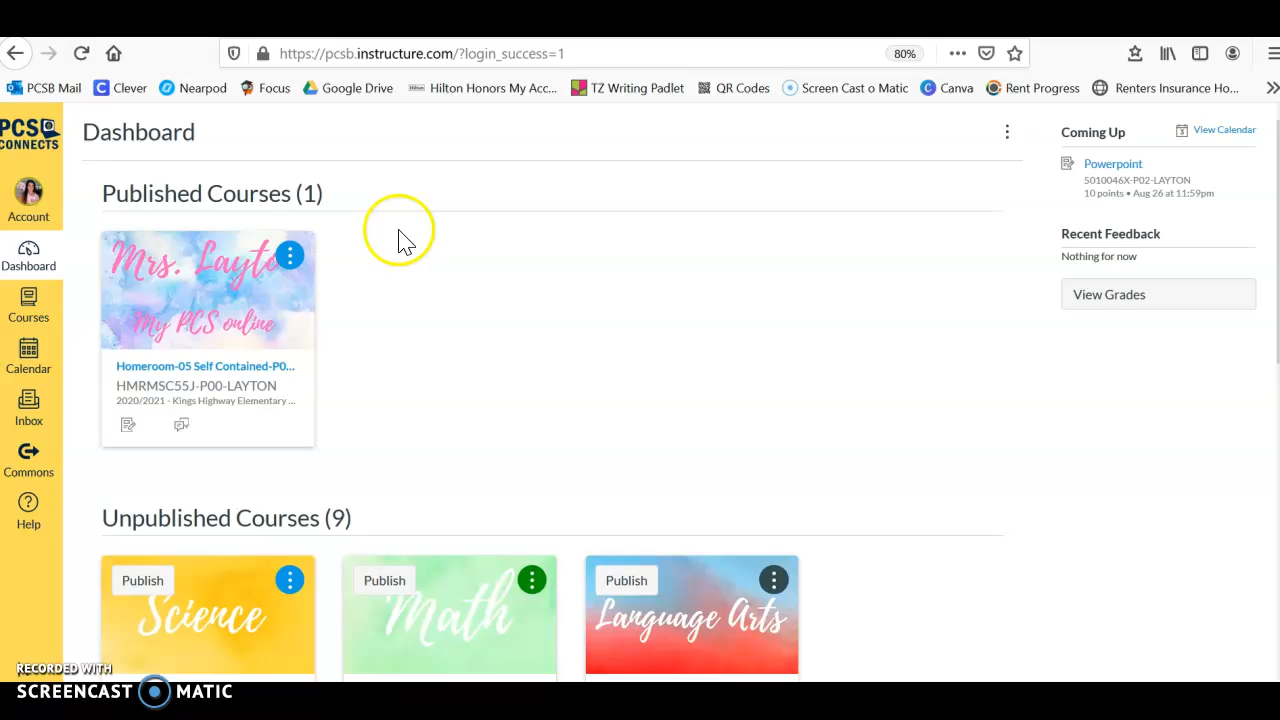 https://pcsb.instructure.com/?login_success=1
80%
PCSB Mail
Clever
Nearpod
Focus
Google Drive
Hilton Honors My Acc...
TZ Writing Padlet
QR Codes
Screen Cast o Matic
Canva
Rent Progress
Renters Insurance Ho...
PCS
CONNECTS
Account
Dashboard
Courses
Calendar
Inbox
Commons
Help
Dashboard
Published Courses (1)
Mrs. Layto
My PCS online
Homeroom-05 Self Contained-P0...
HMRMSC55J-P00-LAYTON
2020/2021 - Kings Highway Elementary ...
Unpublished Courses (9)
Publish
Science
Publish
Math
Publish
Language Arts
Coming Up
View Calendar
Powerpoint
5010046X-P02-LAYTON
10 points • Aug 26 at 11:59pm
Recent Feedback
Nothing for now
View Grades
RECORDED WITH
SCREENCAST MATIC